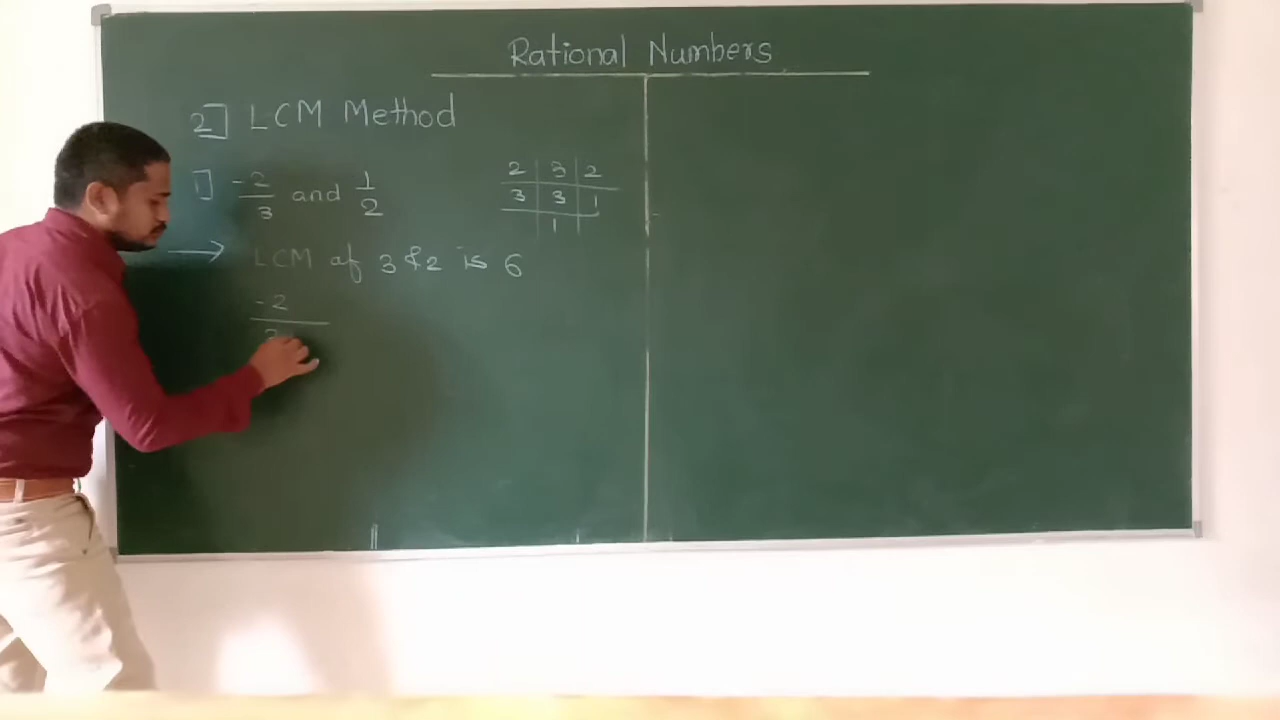 Rational Numbers
2] LCM Method
1] -2/3 and 1/2
2 | 3 | 2
3 | 3 | 1
1
→ LCM of 3 & 2 is 6
-2
3